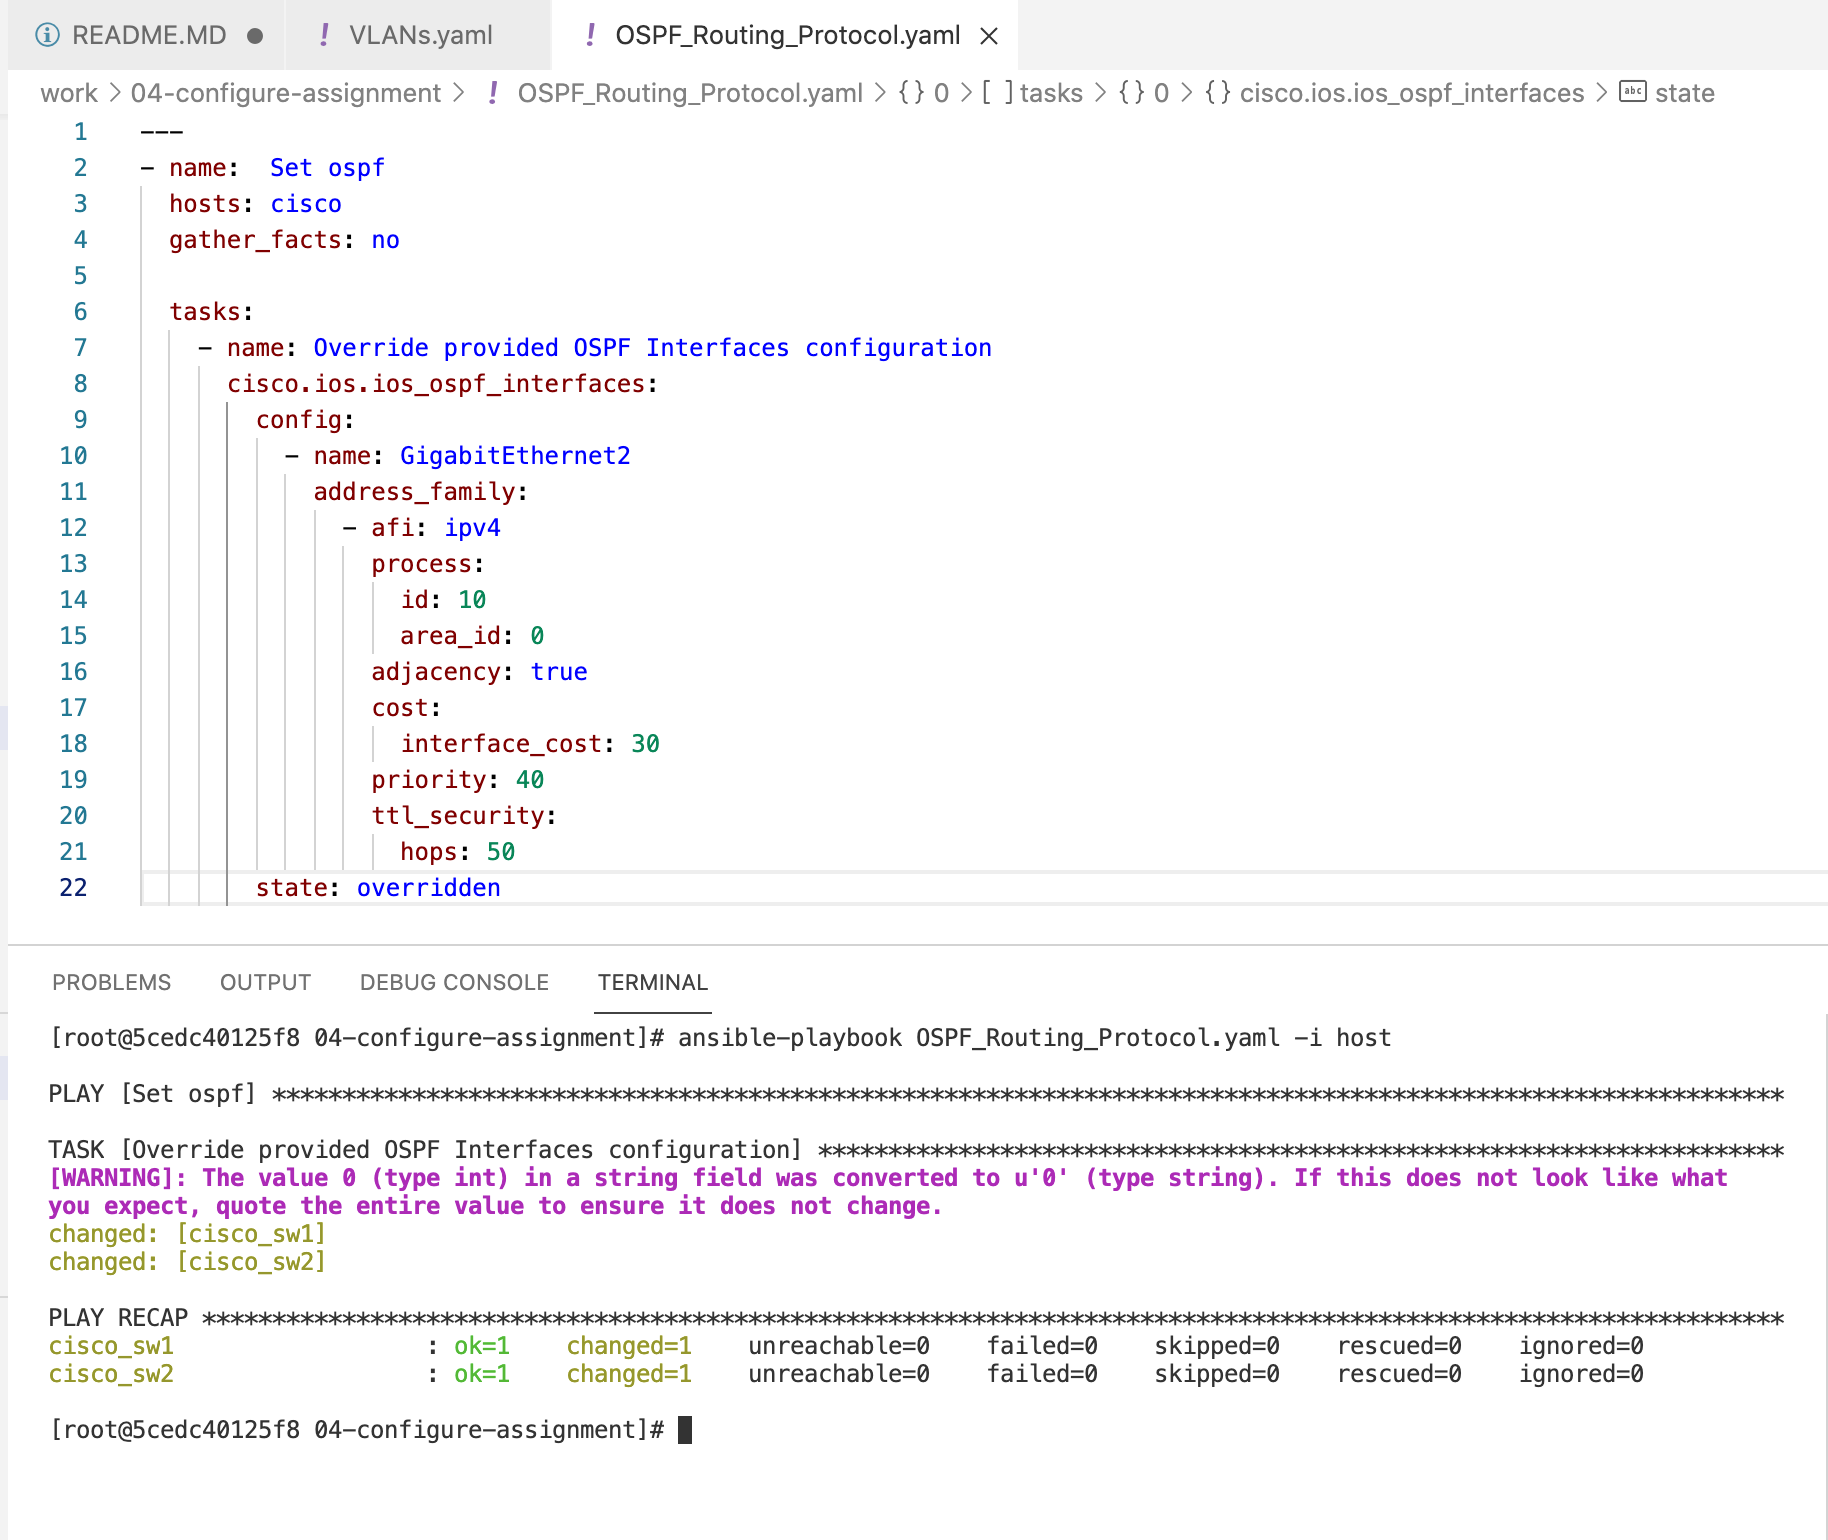 README.MD VLANs.yaml OSPF_Routing_Protocol.yaml
work > 04-configure-assignment > ! OSPF_Routing_Protocol.yaml > {} 0 > [ ] tasks > {} 0 > {} cisco.ios.ios_ospf_interfaces > abc state
1 ---
2 - name:  Set ospf
3 hosts: cisco
4 gather_facts: no
5
6 tasks:
7 - name: Override provided OSPF Interfaces configuration
8 cisco.ios.ios_ospf_interfaces:
9 config:
10 - name: GigabitEthernet2
11 address_family:
12 - afi: ipv4
13 process:
14 id: 10
15 area_id: 0
16 adjacency: true
17 cost:
18 interface_cost: 30
19 priority: 40
20 ttl_security:
21 hops: 50
22 state: overridden
PROBLEMS OUTPUT DEBUG CONSOLE TERMINAL
[root@5cedc40125f8 04-configure-assignment]# ansible-playbook OSPF_Routing_Protocol.yaml -i host
PLAY [Set ospf] ************************************************************************************************************
TASK [Override provided OSPF Interfaces configuration] *********************************************************************
[WARNING]: The value 0 (type int) in a string field was converted to u'0' (type string). If this does not look like what
you expect, quote the entire value to ensure it does not change.
changed: [cisco_sw1]
changed: [cisco_sw2]
PLAY RECAP *****************************************************************************************************************
cisco_sw1 : ok=1 changed=1 unreachable=0 failed=0 skipped=0 rescued=0 ignored=0
cisco_sw2 : ok=1 changed=1 unreachable=0 failed=0 skipped=0 rescued=0 ignored=0
[root@5cedc40125f8 04-configure-assignment]#